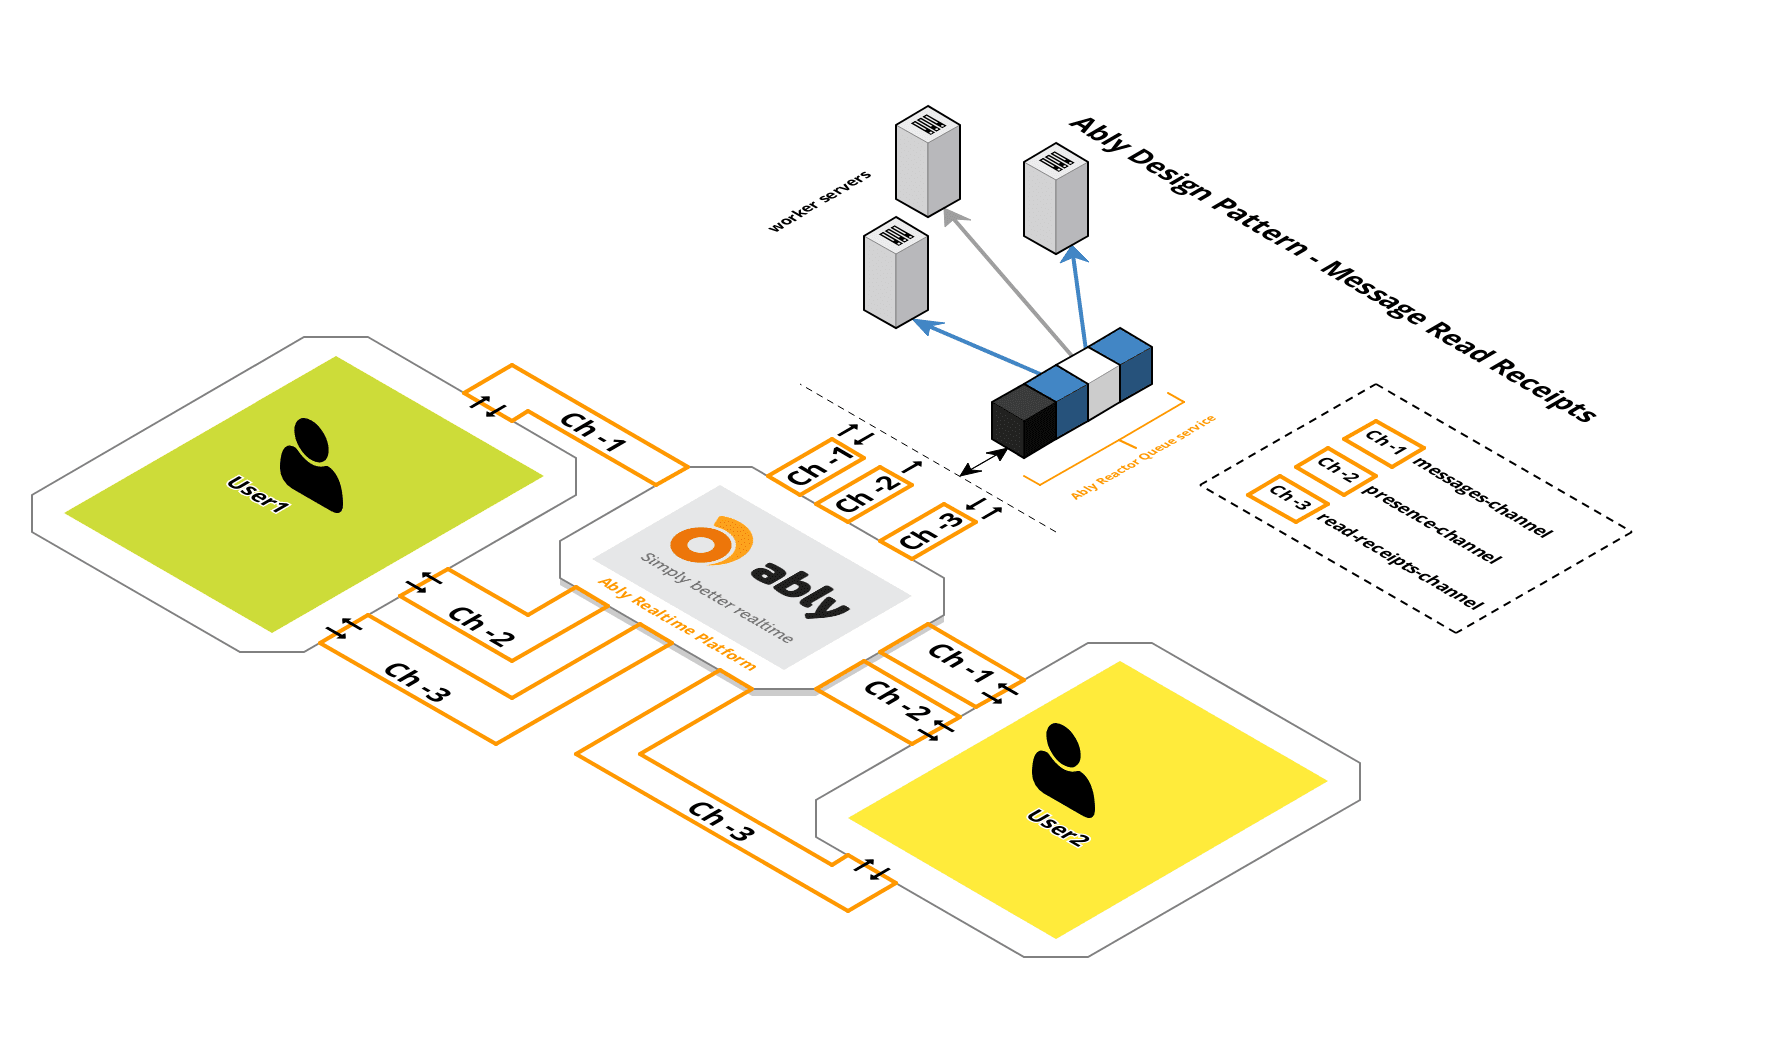 Ably Design Pattern - Message Read Receipts
worker servers
Ably Reactor Queue service
Ch -1 messages-channel
Ch -2 presence-channel
Ch -3 read-receipts-channel
Ch -1
Ch -1
Ch -2
Ch -3
User1
ably
Simply better realtime
Ably Realtime Platform
Ch -2
Ch -3
Ch -1
Ch -2
Ch -3
User2